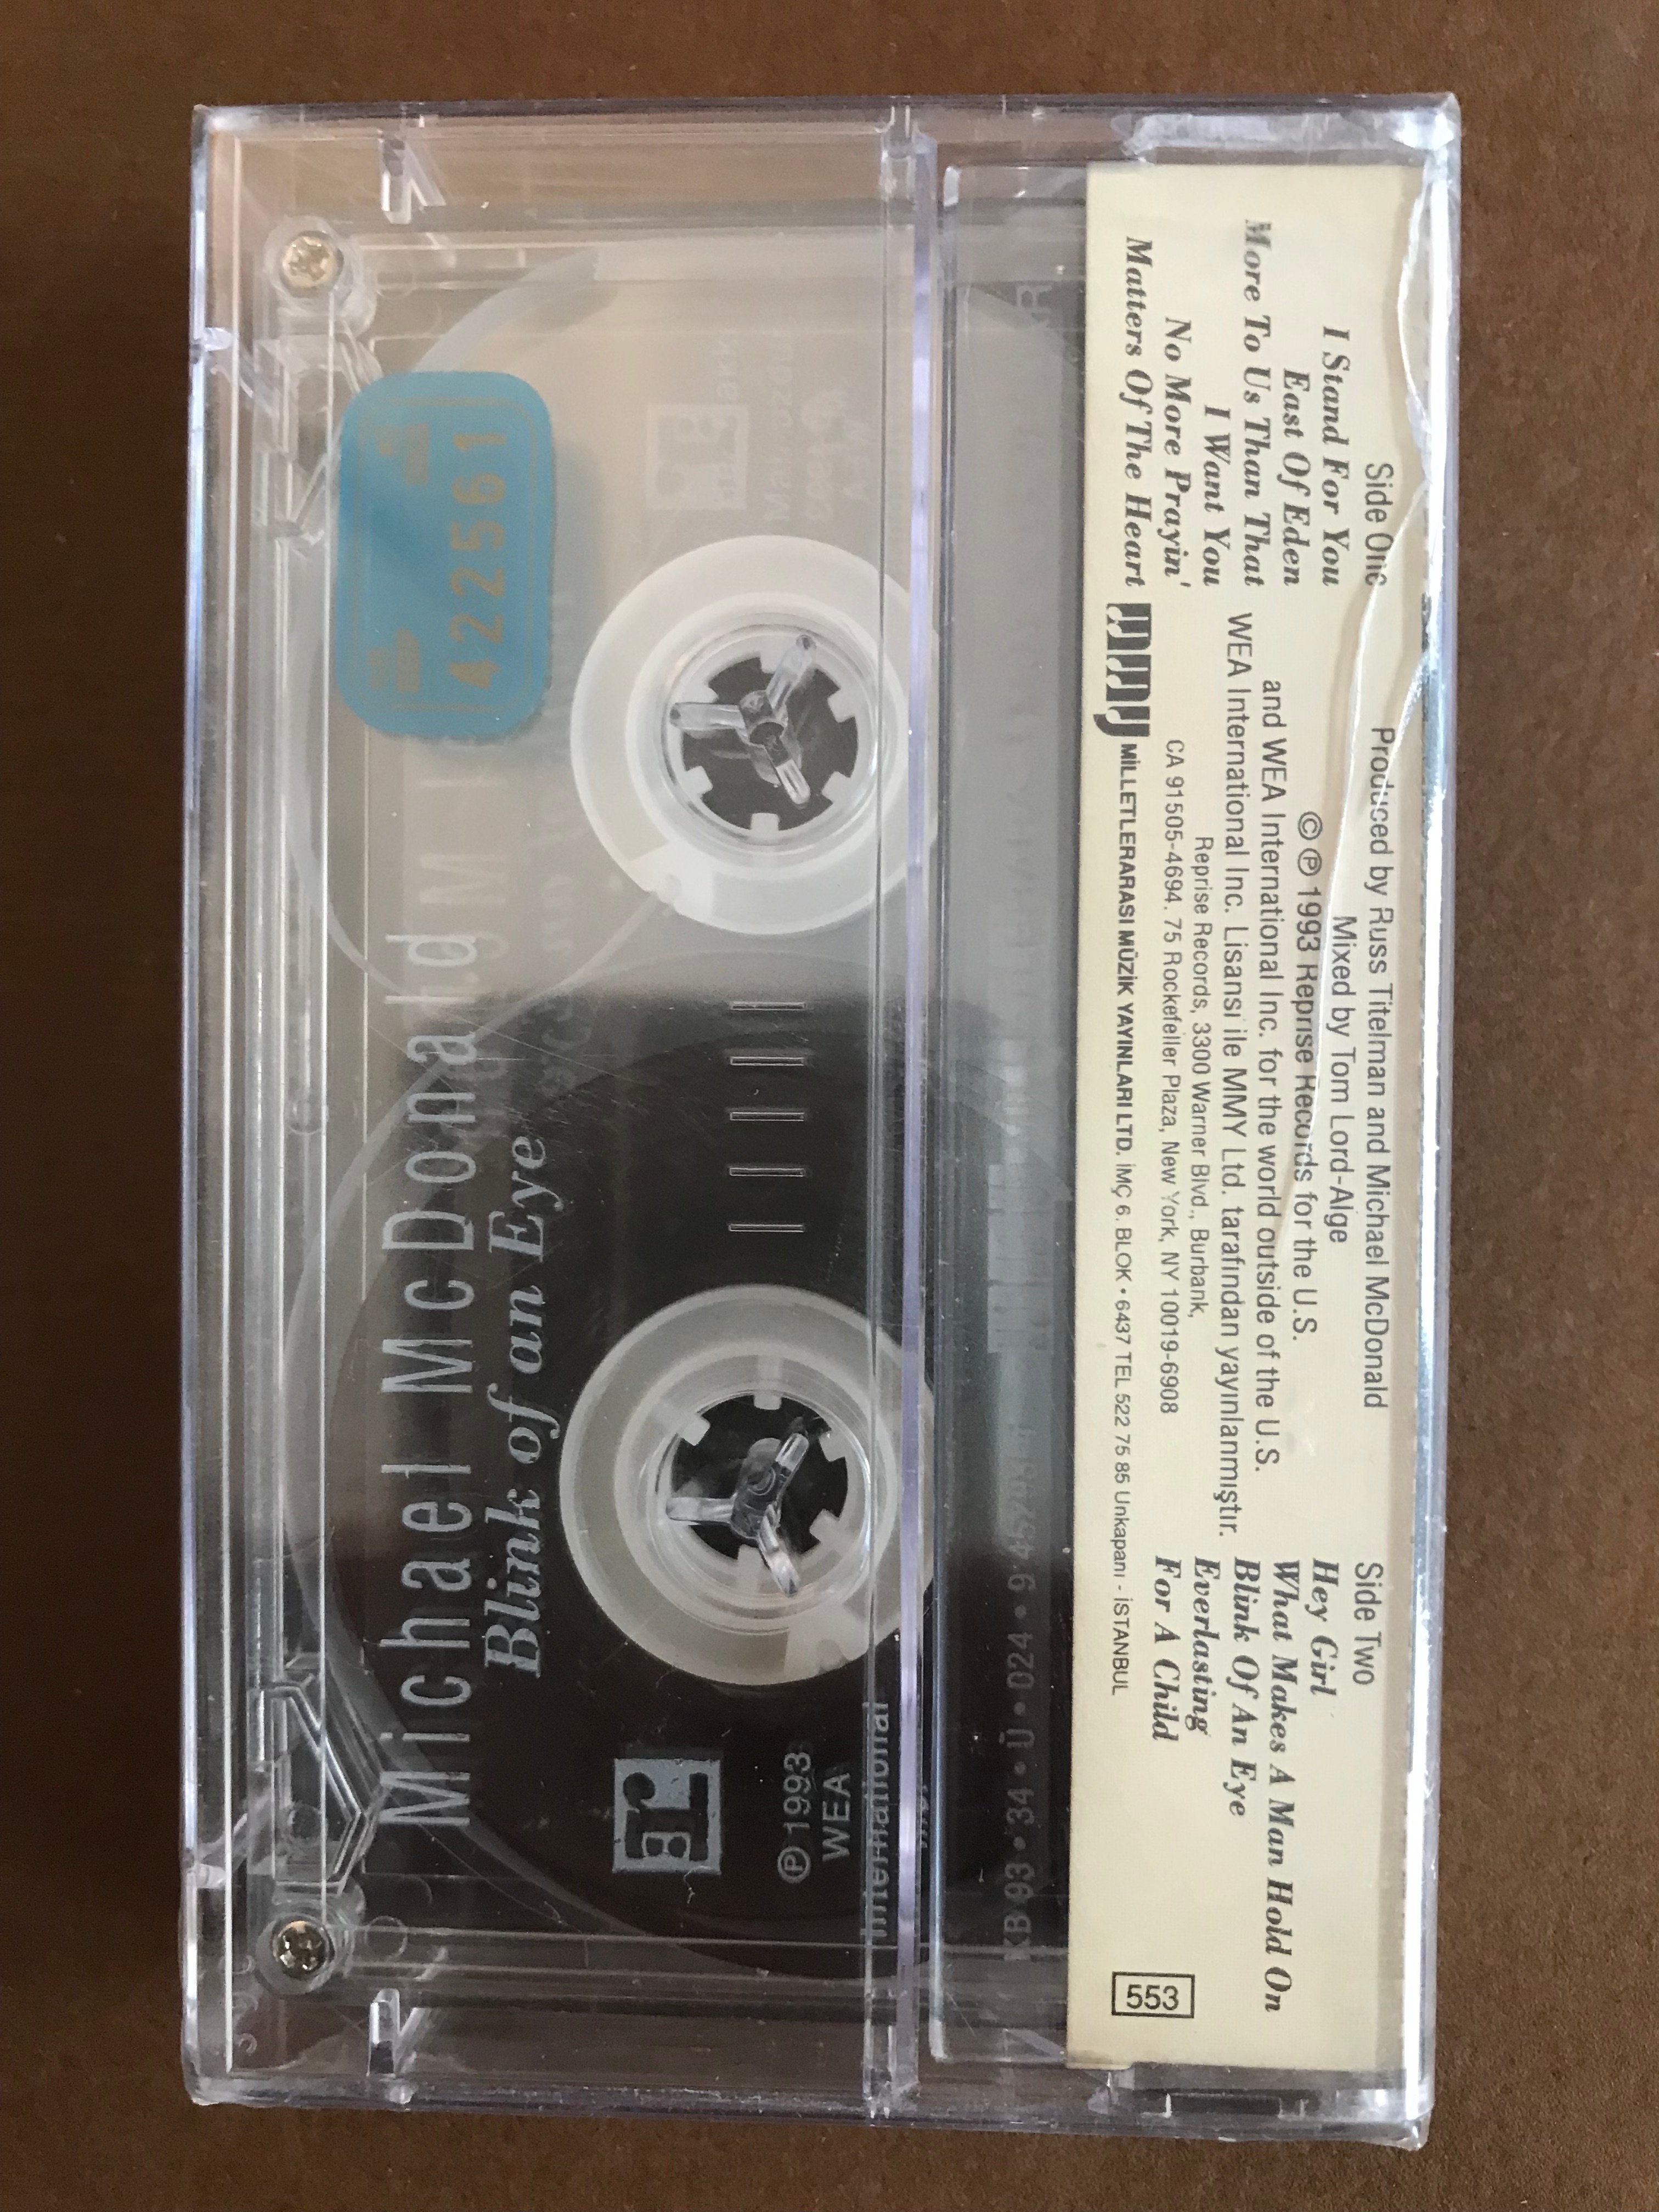 Side One
I Stand For You
East Of Eden
More To Us Than That
I Want You
No More Prayin'
Matters Of The Heart
Produced by Russ Titelman and Michael McDonald
Mixed by Tom Lord-Alge
© ℗ 1993 Reprise Records for the U.S.
and WEA International Inc. for the world outside of the U.S.
WEA International Inc. Lisansı ile MMY Ltd. tarafından yayınlanmıştır.
Reprise Records, 3300 Warner Blvd., Burbank,
CA 91505-4694. 75 Rockefeller Plaza, New York, NY 10019-6908
mmy MİLLETLERARASI MÜZİK YAYINLARI LTD. İMÇ 6. BLOK • 6437 TEL 522 75 85 Unkapanı - İSTANBUL
Side Two
Hey Girl
What Makes A Man Hold On
Blink Of An Eye
Everlasting
For A Child
553
Michael McDonald
Blink of an Eye
℗ 1993
WEA
International
422561